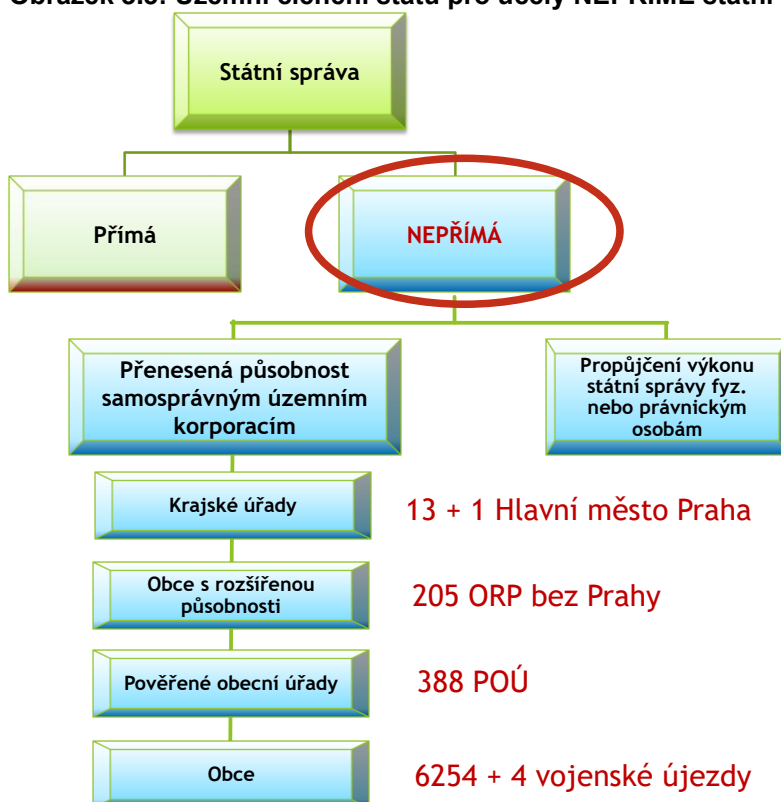 Státní správa
Přímá
NEPŘÍMÁ
Přenesená působnost
samosprávným územním
korporacím
Propůjčení výkonu
státní správy fyz.
nebo právnickým
osobám
Krajské úřady
13 + 1 Hlavní město Praha
Obce s rozšířenou
působnosti
205 ORP bez Prahy
Pověřené obecní úřady
388 POÚ
Obce
6254 + 4 vojenské újezdy